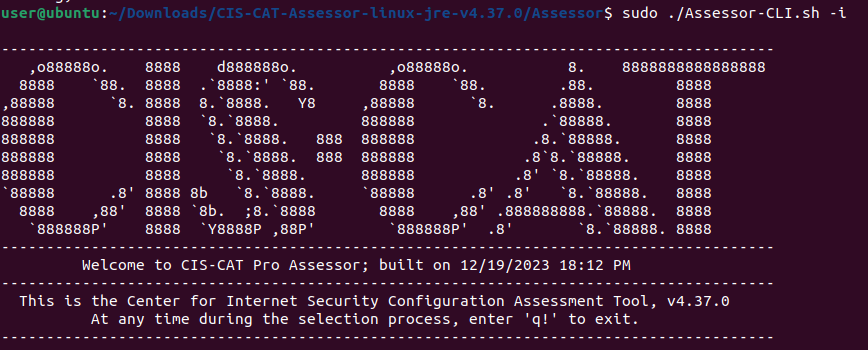 user@ubuntu:~/Downloads/CIS-CAT-Assessor-linux-jre-v4.37.0/Assessor$ sudo ./Assessor-CLI.sh -i
--------------------------------------------------------------------------------------
   ,o88888o.    8888    d888888o.          ,o88888o.           8.    8888888888888888
  8888    `88.  8888  .`8888:' `88.       8888    `88.        .88.         8888
,88888      `8. 8888  8.`8888.   Y8     ,88888      `8.      .8888.        8888
888888          8888  `8.`8888.         888888              .`88888.       8888
888888          8888   `8.`8888.   888  888888             .8.`88888.      8888
888888          8888    `8.`8888.  888  888888            .8`8.`88888.     8888
888888          8888     `8.`8888.      888888           .8' `8.`88888.    8888
`88888      .8' 8888 8b   `8.`8888.     `88888      .8' .8'   `8.`88888.   8888
  8888    ,88'  8888 `8b.  ;8.`8888       8888    ,88' .888888888.`88888.  8888
   `888888P'    8888  `Y8888P ,88P'        `888888P'  .8'       `8.`88888. 8888
--------------------------------------------------------------------------------------
Welcome to CIS-CAT Pro Assessor; built on 12/19/2023 18:12 PM
--------------------------------------------------------------------------------------
This is the Center for Internet Security Configuration Assessment Tool, v4.37.0
At any time during the selection process, enter 'q!' to exit.
--------------------------------------------------------------------------------------